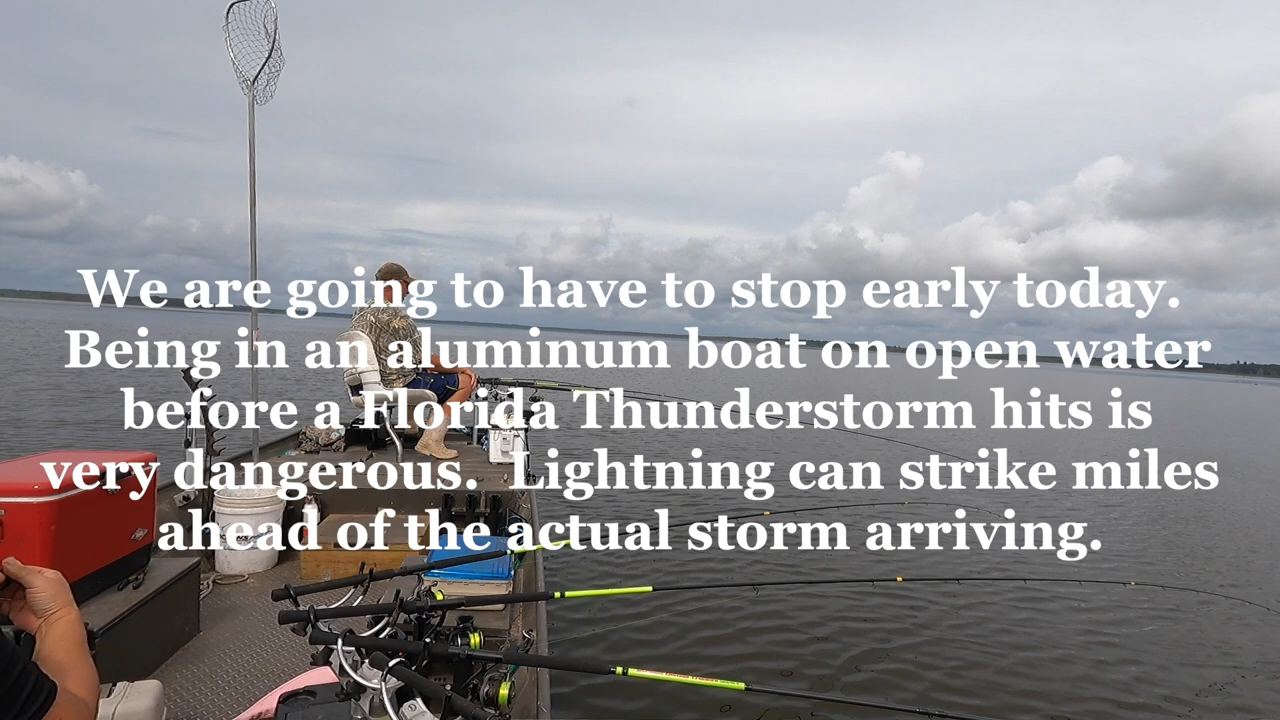 We are going to have to stop early today.
Being in an aluminum boat on open water
before a Florida Thunderstorm hits is
very dangerous.  Lightning can strike miles
ahead of the actual storm arriving.